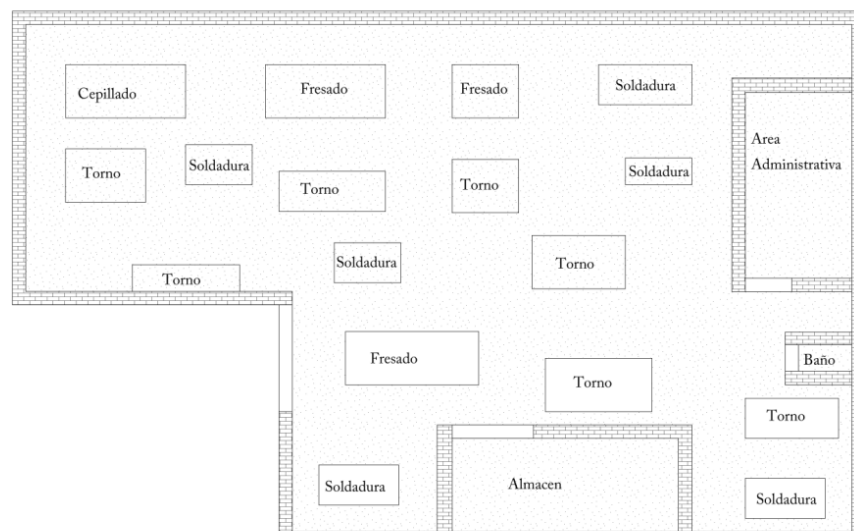 Cepillado
Fresado
Fresado
Soldadura
Area
Administrativa
Torno
Soldadura
Torno
Torno
Soldadura
Soldadura
Torno
Torno
Fresado
Torno
Baño
Torno
Soldadura
Almacen
Soldadura